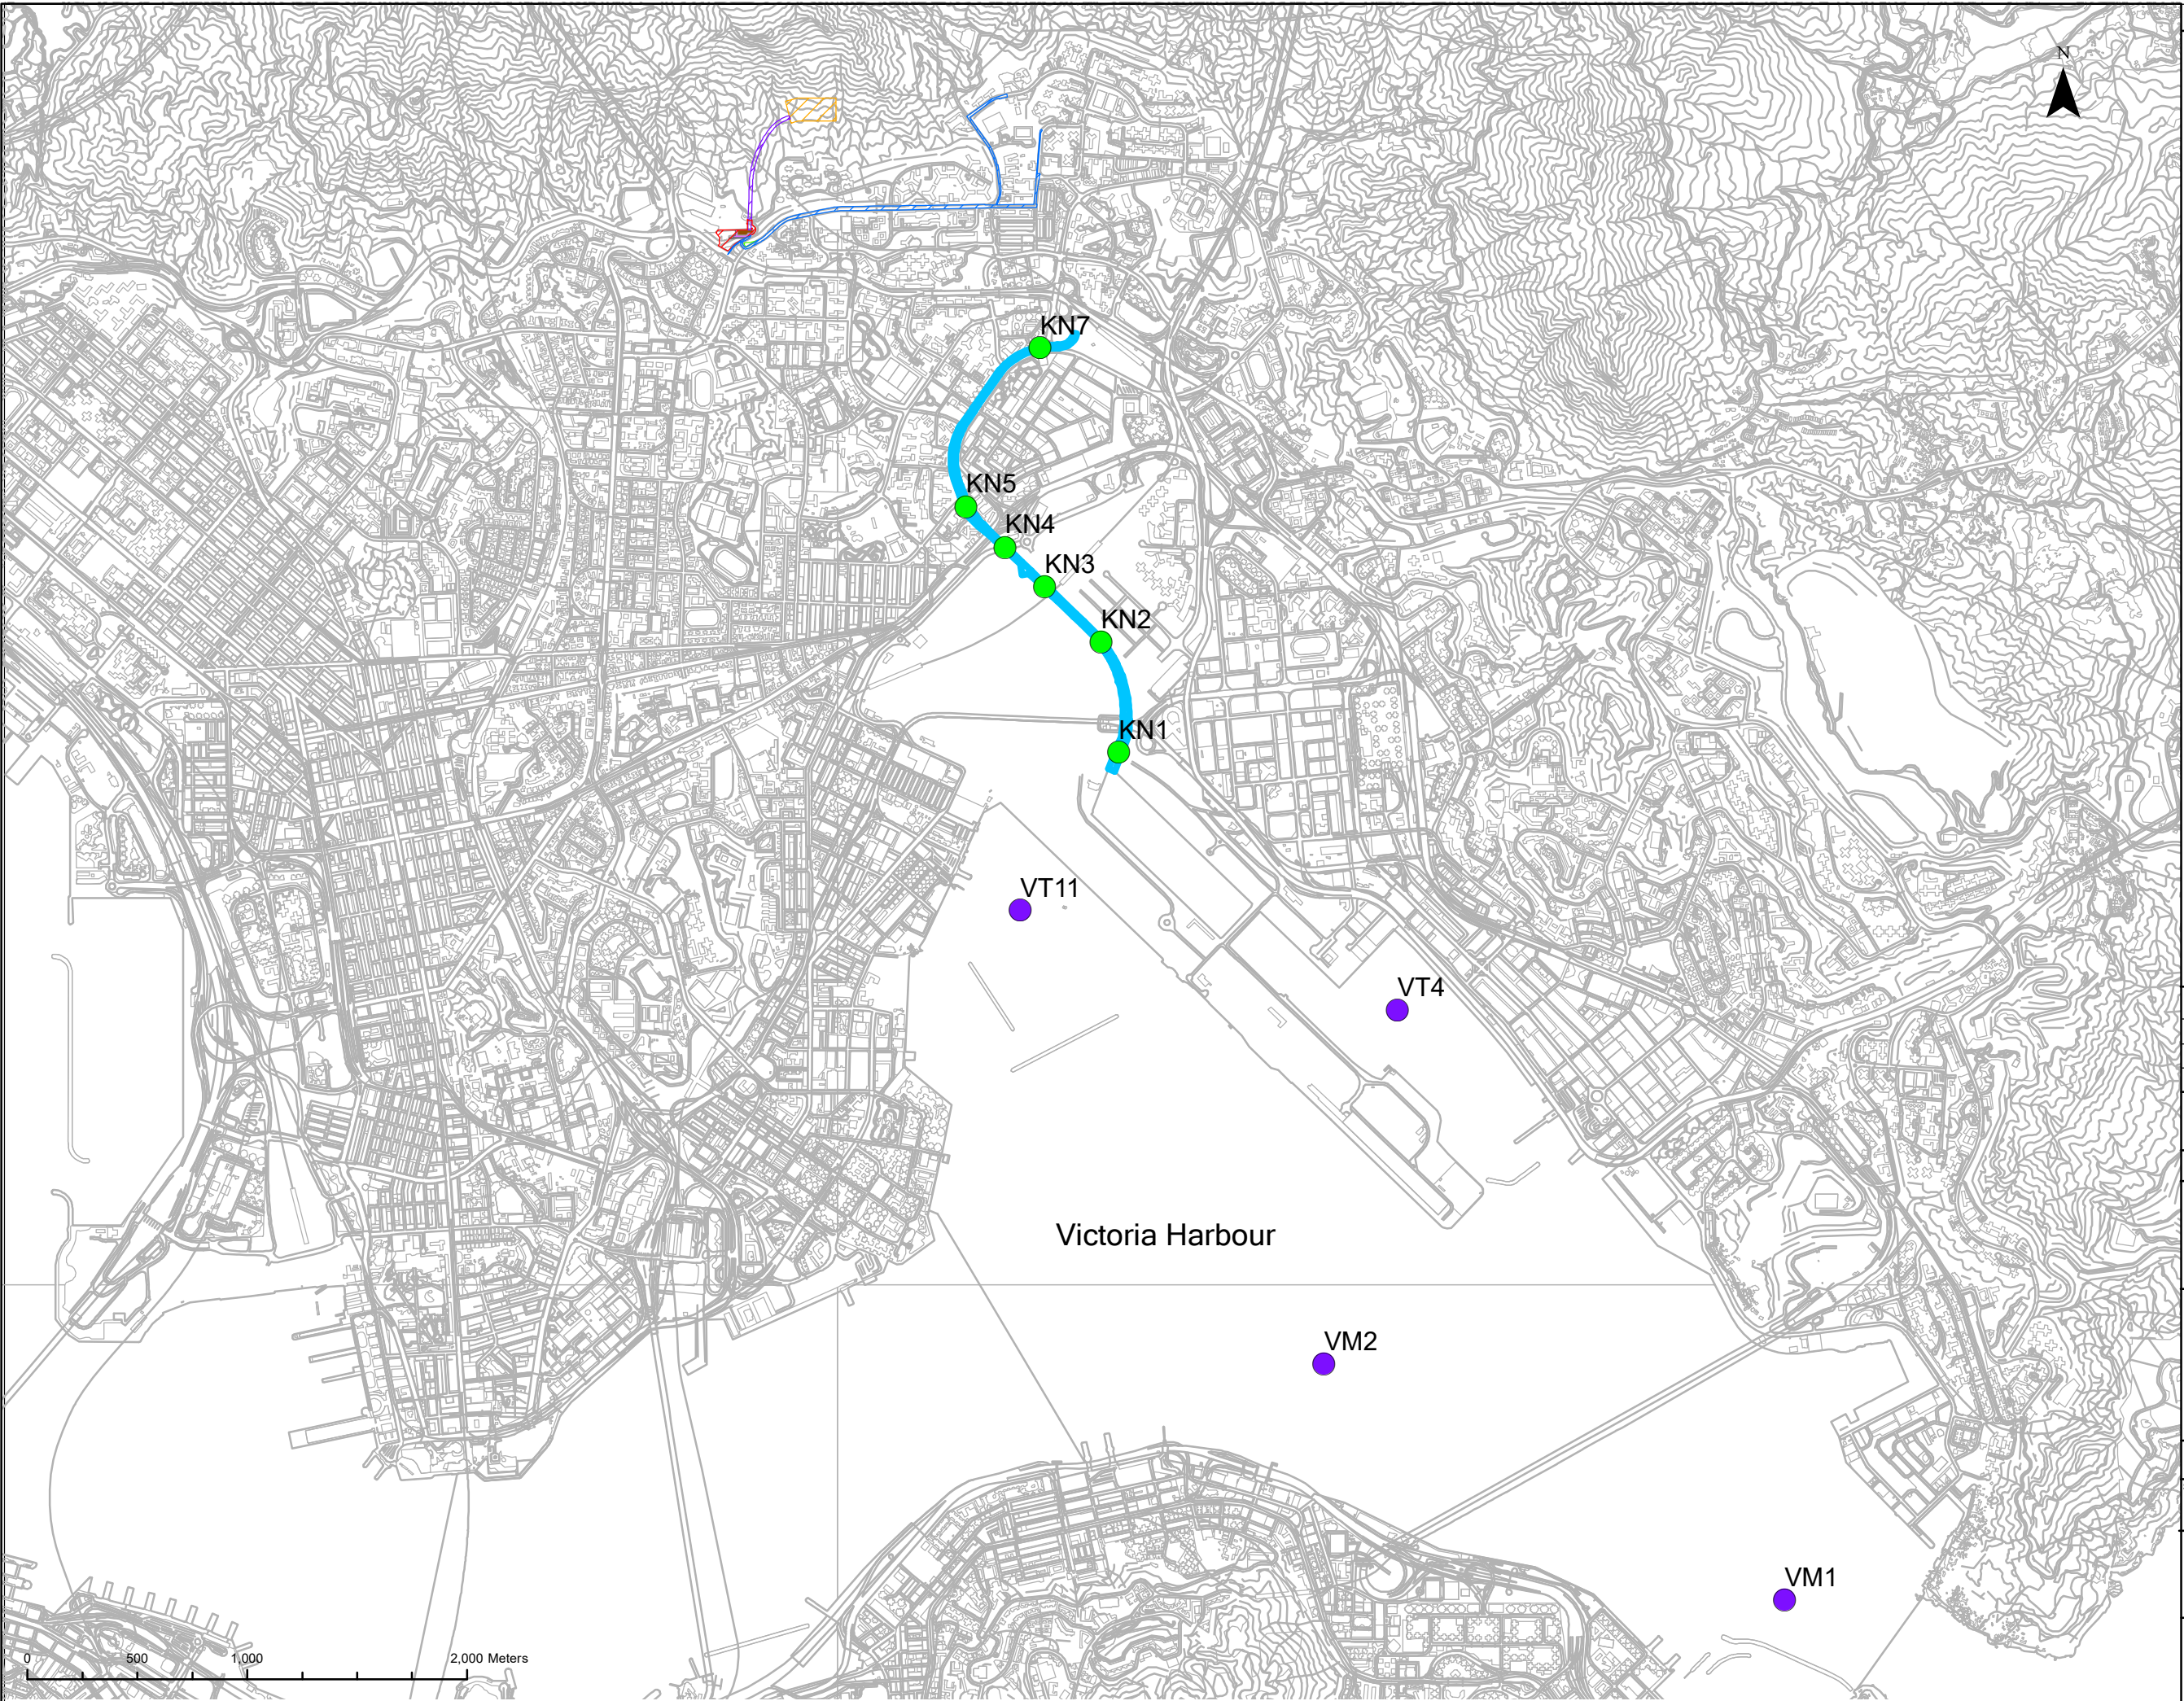 N
KN7
KN5
KN4
KN3
KN2
KN1
VT11
VT4
Victoria Harbour
VM2
VM1
0 500 1,000 2,000 Meters